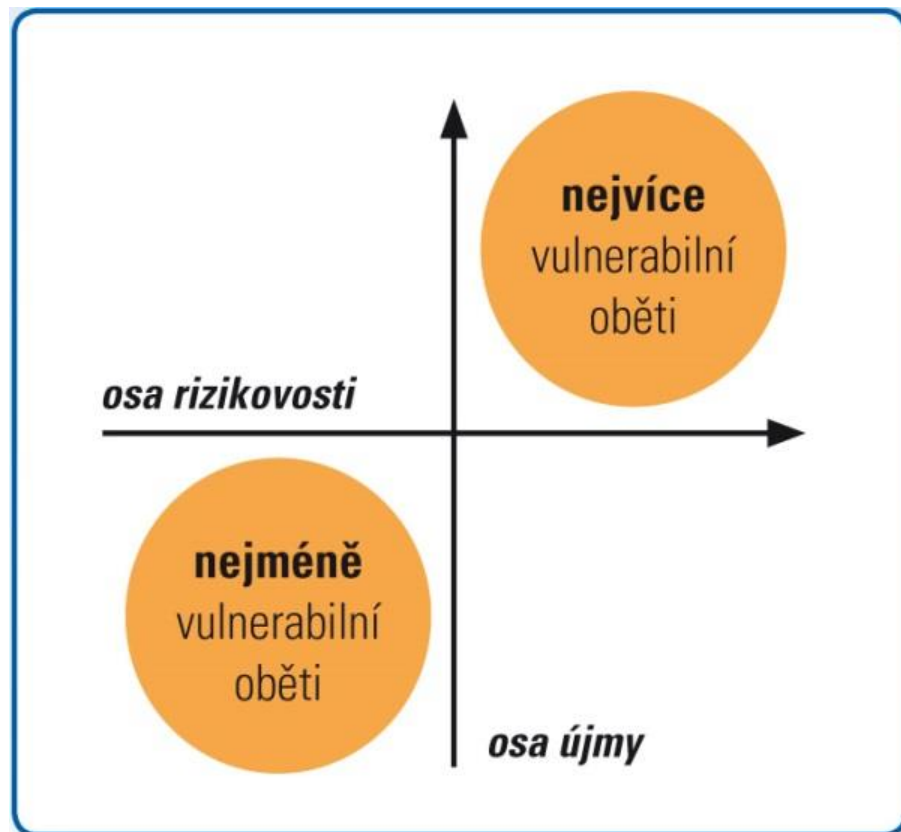 nejvíce
vulnerabilní
oběti
osa rizikovosti
nejméně
vulnerabilní
oběti
osa újmy